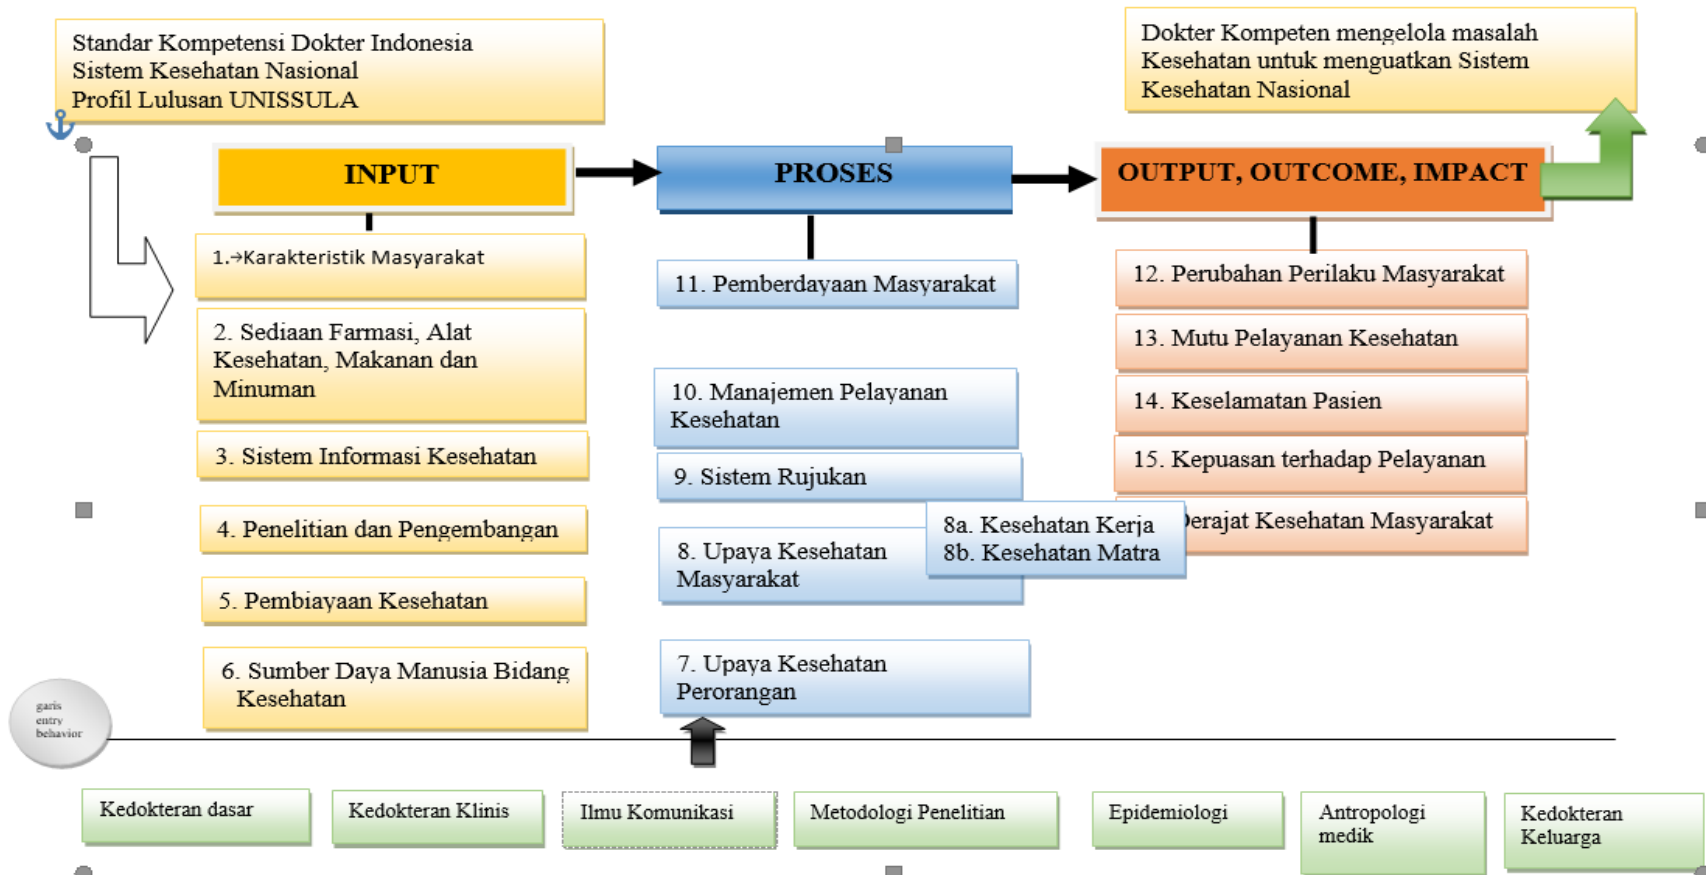 Standar Kompetensi Dokter Indonesia
Sistem Kesehatan Nasional
Profil Lulusan UNISSULA
Dokter Kompeten mengelola masalah
Kesehatan untuk menguatkan Sistem
Kesehatan Nasional
INPUT
PROSES
OUTPUT, OUTCOME, IMPACT
1.→Karakteristik Masyarakat
2. Sediaan Farmasi, Alat
Kesehatan, Makanan dan
Minuman
3. Sistem Informasi Kesehatan
4. Penelitian dan Pengembangan
5. Pembiayaan Kesehatan
6. Sumber Daya Manusia Bidang
Kesehatan
11. Pemberdayaan Masyarakat
10. Manajemen Pelayanan
Kesehatan
9. Sistem Rujukan
8. Upaya Kesehatan
Masyarakat
8a. Kesehatan Kerja
8b. Kesehatan Matra
7. Upaya Kesehatan
Perorangan
12. Perubahan Perilaku Masyarakat
13. Mutu Pelayanan Kesehatan
14. Keselamatan Pasien
15. Kepuasan terhadap Pelayanan
Derajat Kesehatan Masyarakat
garis
entry
behavior
Kedokteran dasar
Kedokteran Klinis
Ilmu Komunikasi
Metodologi Penelitian
Epidemiologi
Antropologi
medik
Kedokteran
Keluarga